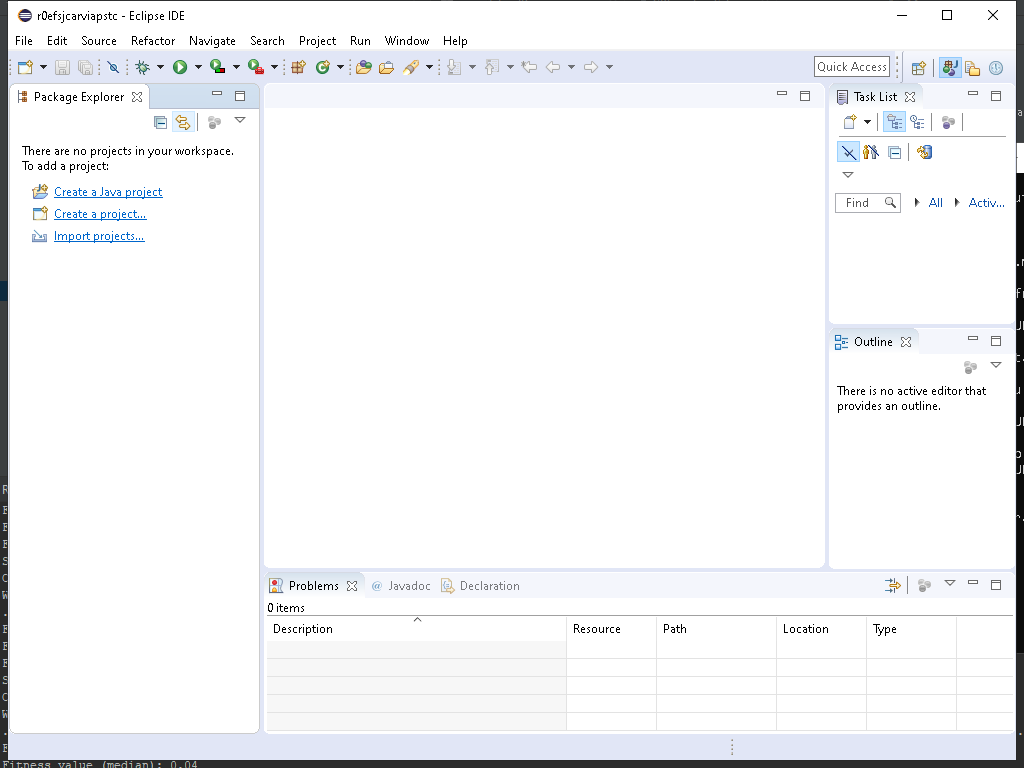 r0efsjcarviapstc - Eclipse IDE
File Edit Source Refactor Navigate Search Project Run Window Help
Quick Access
Package Explorer
There are no projects in your workspace.
To add a project:
Create a Java project
Create a project...
Import projects...
Task List
Find All Activ...
Outline
There is no active editor that
provides an outline.
Problems @ Javadoc Declaration
0 items
Description Resource Path Location Type
Fitness value (median): 0.04